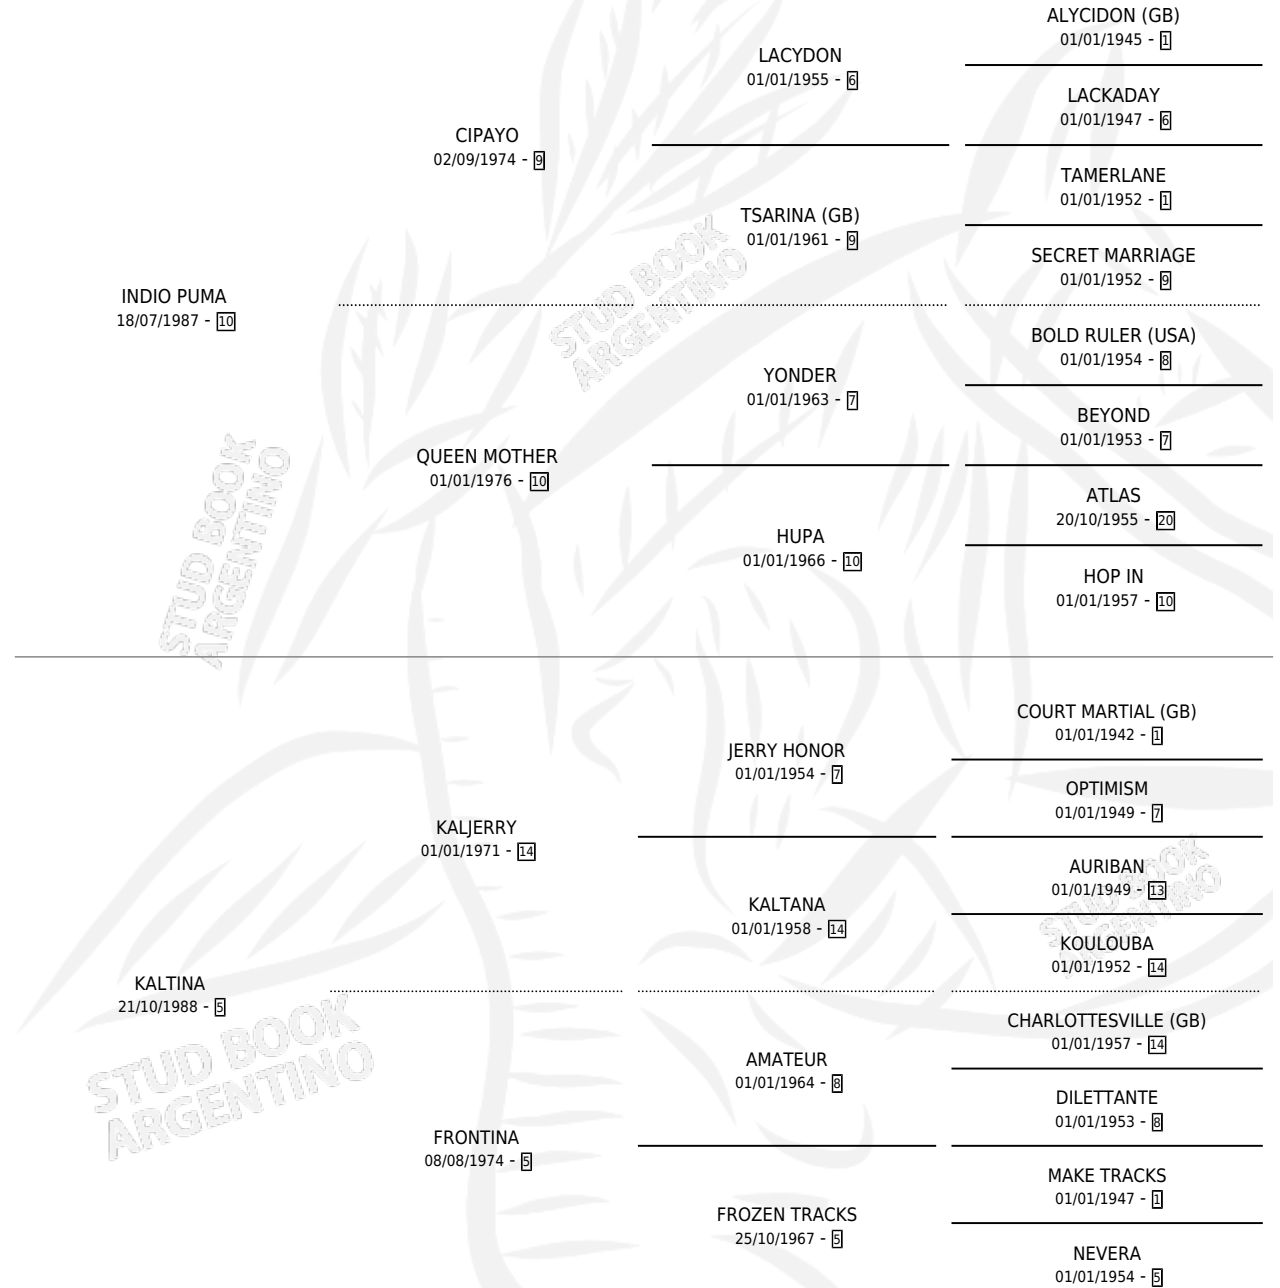 ALYCIDON (GB)
01/01/1945 - 1
LACYDON
01/01/1955 - 6
LACKADAY
01/01/1947 - 6
CIPAYO
02/09/1974 - 9
TAMERLANE
01/01/1952 - 1
TSARINA (GB)
01/01/1961 - 9
SECRET MARRIAGE
01/01/1952 - 9
INDIO PUMA
18/07/1987 - 10
STUD BOOK
ARGENTINO
BOLD RULER (USA)
01/01/1954 - 8
YONDER
01/01/1963 - 7
BEYOND
01/01/1953 - 7
QUEEN MOTHER
01/01/1976 - 10
ATLAS
20/10/1955 - 20
HUPA
01/01/1966 - 10
HOP IN
01/01/1957 - 10
STUD BOOK
ARGENTINO
COURT MARTIAL (GB)
01/01/1942 - 1
JERRY HONOR
01/01/1954 - 7
OPTIMISM
01/01/1949 - 7
KALJERRY
01/01/1971 - 14
AURIBAN
01/01/1949 - 13
KALTANA
01/01/1958 - 14
KOULOUBA
01/01/1952 - 14
STUD BOOK
ARGENTINO
KALTINA
21/10/1988 - 5
CHARLOTTESVILLE (GB)
01/01/1957 - 14
AMATEUR
01/01/1964 - 8
DILETTANTE
01/01/1953 - 8
STUD BOOK
ARGENTINO
FRONTINA
08/08/1974 - 5
MAKE TRACKS
01/01/1947 - 1
FROZEN TRACKS
25/10/1967 - 5
NEVERA
01/01/1954 - 5